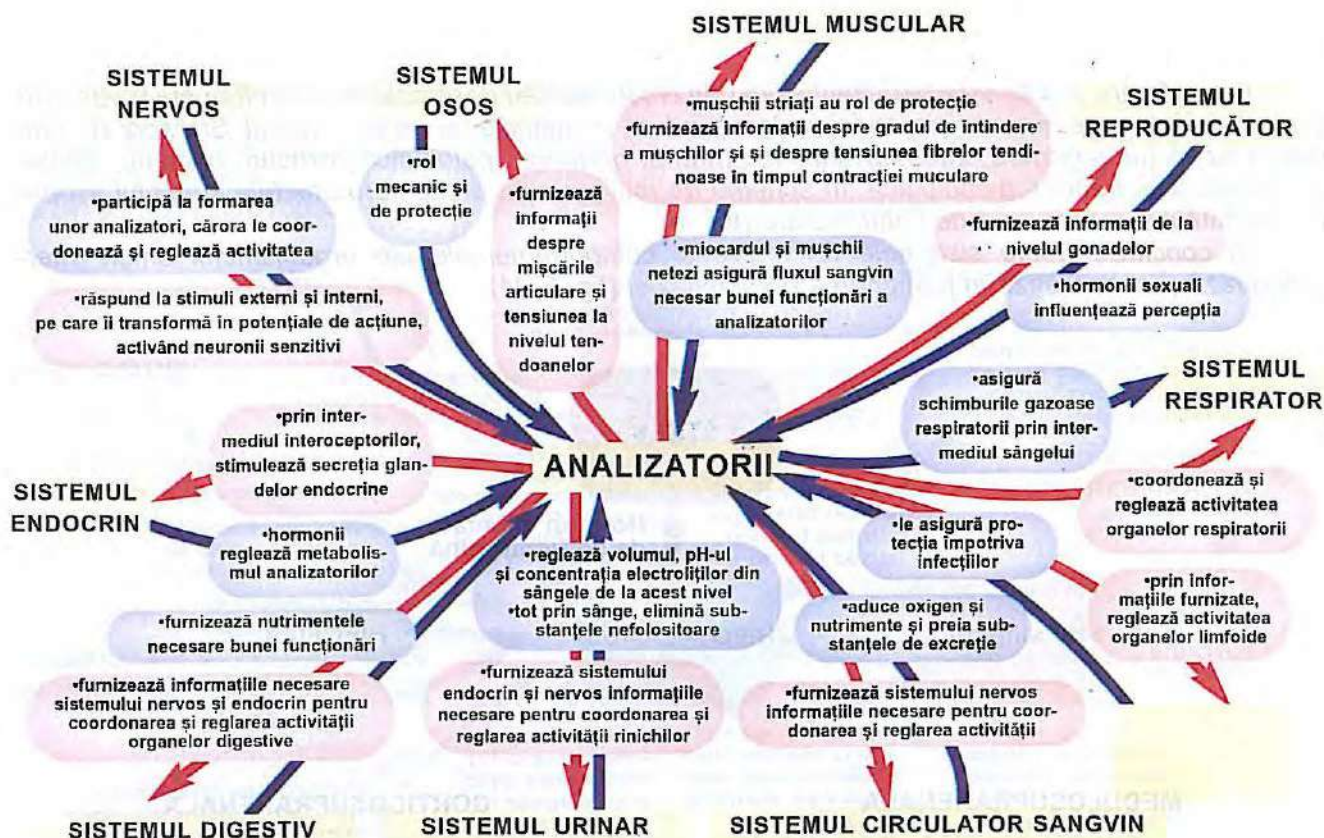 SISTEMUL MUSCULAR
SISTEMUL
NERVOS
SISTEMUL
OSOS
•mușchii striați au rol de protecție
•furnizează informații despre gradul de întindere
a mușchilor și și despre tensiunea fibrelor tendi-
noase în timpul contracției muculare
SISTEMUL
REPRODUCĂTOR
•participă la formarea
unor analizatori, cărora le coor-
donează și reglează activitatea
•rol
mecanic și
de protecție
•furnizează
informații
despre
mișcările
articulare și
tensiunea la
nivelul ten-
doanelor
•miocardul și mușchii
netezi asigură fluxul sangvin
necesar bunei funcționări a
analizatorilor
•furnizează informații de la
nivelul gonadelor
•hormonii sexuali
influențează percepția
•răspund la stimuli externi și interni,
pe care îi transformă în potențiale de acțiune,
activând neuronii senzitivi
•asigură
schimburile gazoase
respiratorii prin inter-
mediul sângelui
SISTEMUL
RESPIRATOR
•prin inter-
mediul interoceptorilor,
stimulează secreția glan-
delor endocrine
ANALIZATORII
•coordonează și
reglează activitatea
organelor respiratorii
SISTEMUL
ENDOCRIN
•hormonii
reglează metabolis-
mul analizatorilor
•reglează volumul, pH-ul
și concentrația electroliților din
sângele de la acest nivel
•tot prin sânge, elimină sub-
stanțele nefolositoare
•le asigură pro-
tecția împotriva
infecțiilor
•prin infor-
mațiile furnizate,
reglează activitatea
organelor limfoide
•furnizează nutrimentele
necesare bunei funcționări
•aduce oxigen și
nutrimente și preia sub-
stanțele de excreție
•furnizează informațiile necesare
sistemului nervos și endocrin pentru
coordonarea și reglarea activității
organelor digestive
•furnizează sistemului
endocrin și nervos informațiile
necesare pentru coordonarea și
reglarea activității rinichilor
•furnizează sistemului nervos
informațiile necesare pentru coor-
donarea și reglarea activității
SISTEMUL DIGESTIV
SISTEMUL URINAR
SISTEMUL CIRCULATOR SANGVIN